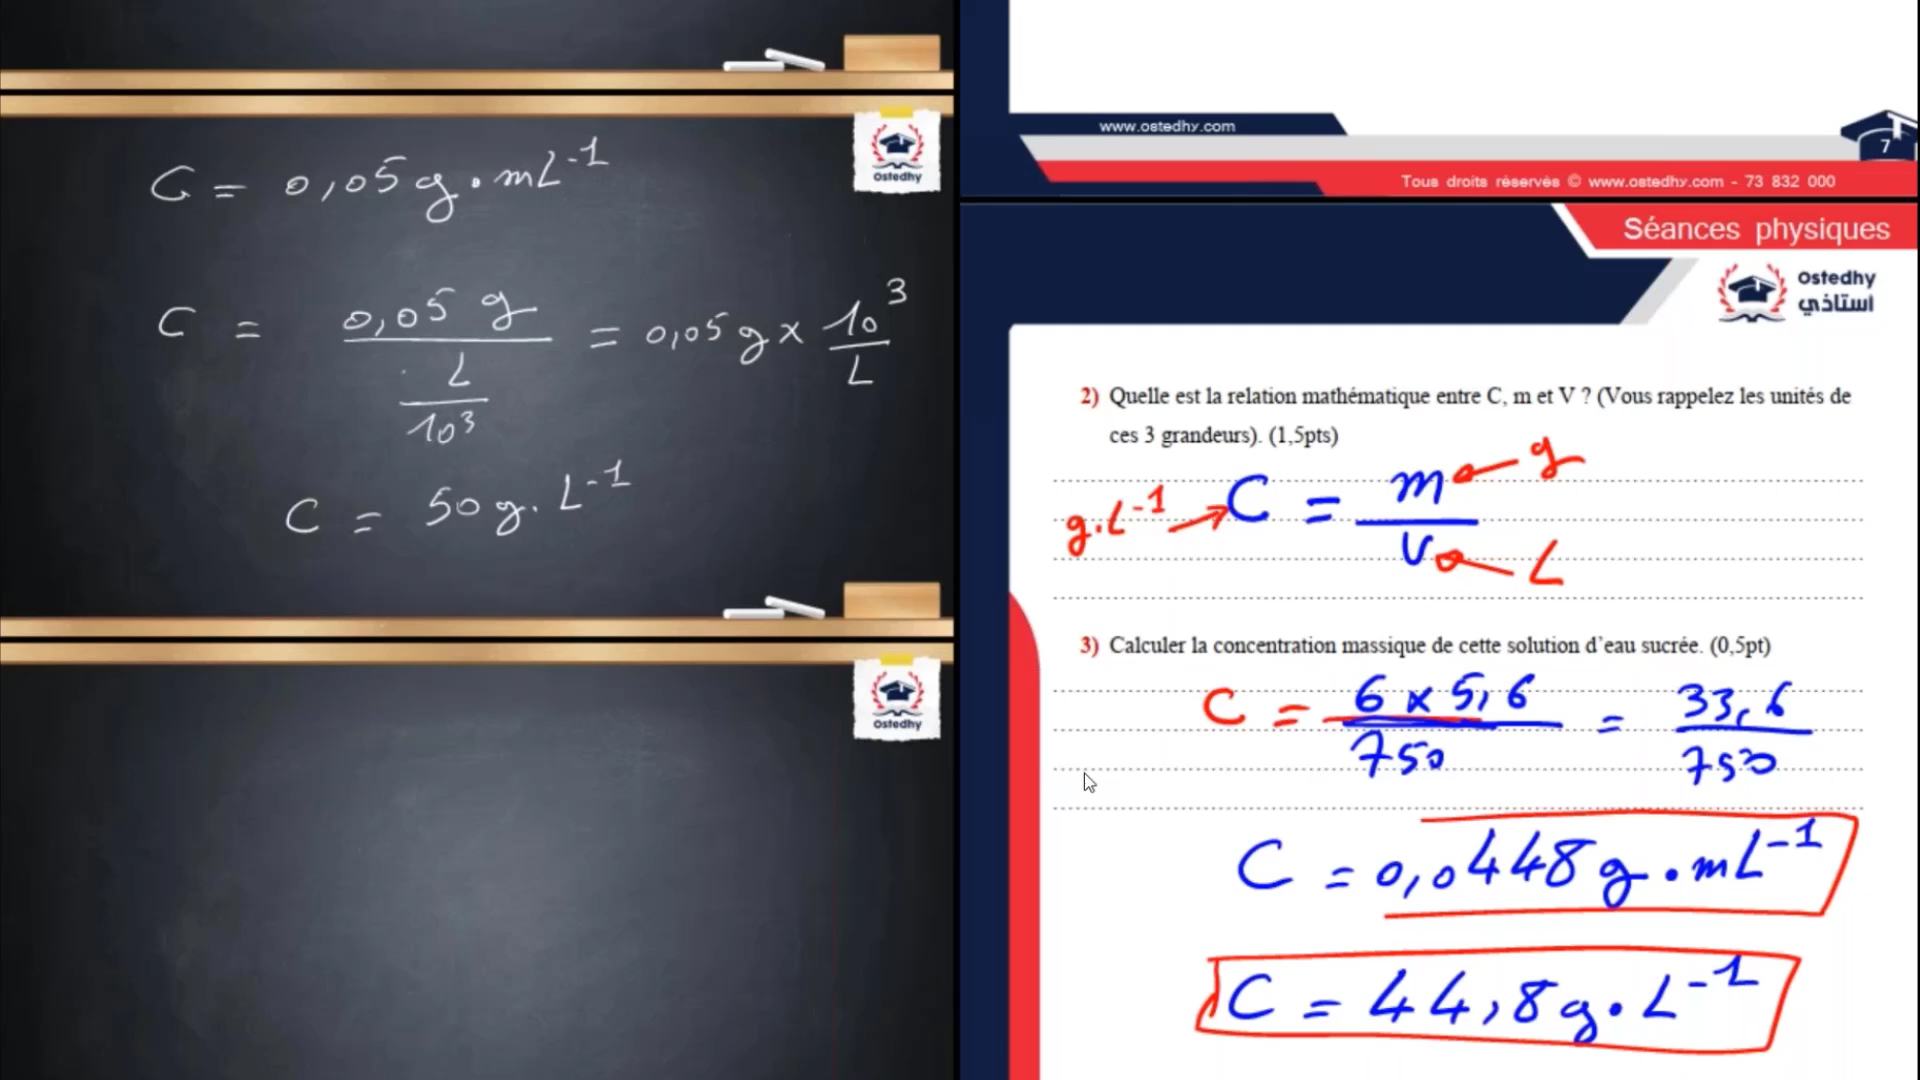 C = 0,05 g . mL⁻¹
C = 0,05 g / (L / 10³) = 0,05 g x 10³ / L
C = 50 g . L⁻¹
Ostedhy
Ostedhy
www.ostedhy.com
7
Tous droits réservés © www.ostedhy.com - 73 832 000
Séances physiques
Ostedhy
أستاذي
2) Quelle est la relation mathématique entre C, m et V ? (Vous rappelez les unités de
ces 3 grandeurs). (1,5pts)
g.L⁻¹ → C = m / V
← g
← L
3) Calculer la concentration massique de cette solution d’eau sucrée. (0,5pt)
C = 6 x 5,6 / 750 = 33,6 / 750
C = 0,0448 g . mL⁻¹
C = 44,8 g . L⁻¹